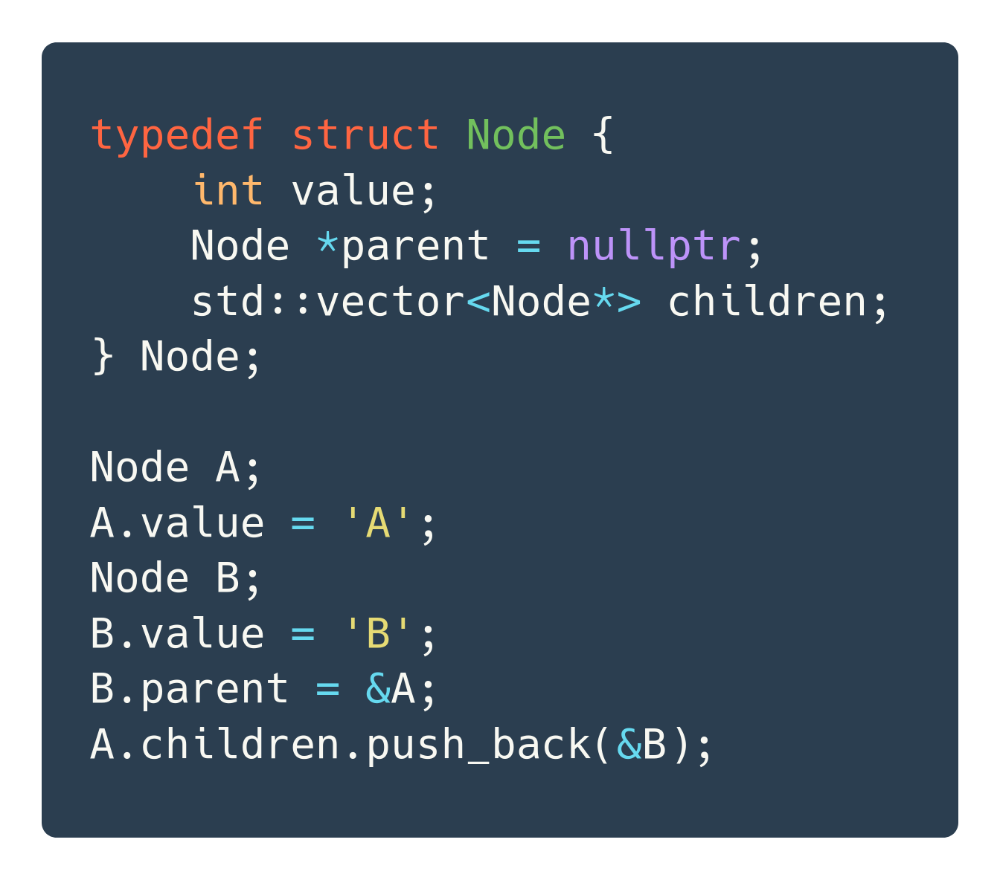 typedef struct Node {
    int value;
    Node *parent = nullptr;
    std::vector<Node*> children;
} Node;

Node A;
A.value = 'A';
Node B;
B.value = 'B';
B.parent = &A;
A.children.push_back(&B);